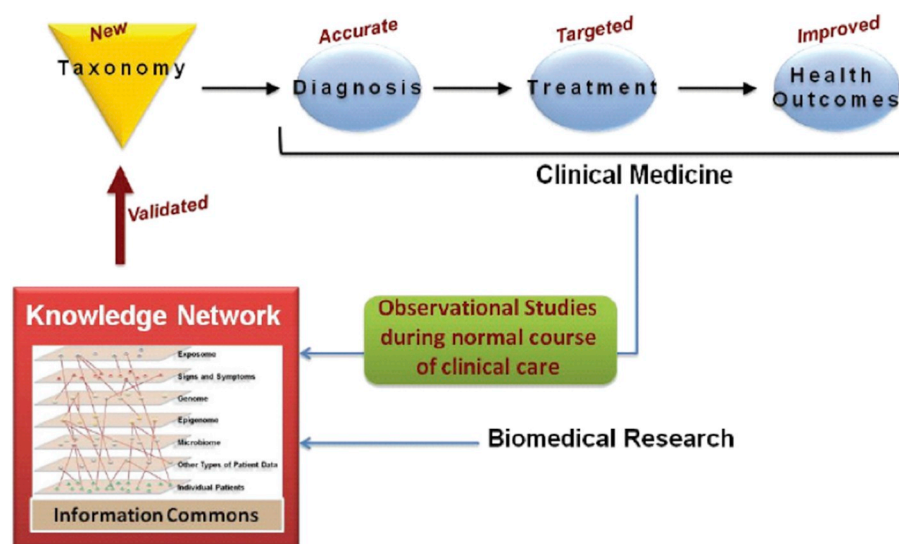 New
Taxonomy
Accurate
Diagnosis
Targeted
Treatment
Improved
Health
Outcomes
Clinical Medicine
Validated
Knowledge Network
Exposome
Signs and Symptoms
Genome
Epigenome
Microbiome
Other Types of Patient Data
Individual Patients
Information Commons
Observational Studies
during normal course
of clinical care
Biomedical Research